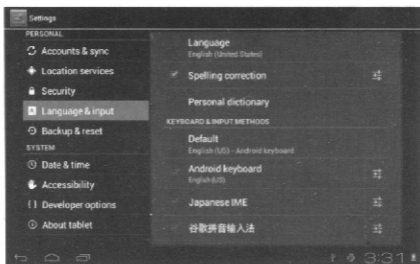 Settings
PERSONAL
Accounts & sync
Location services
Security
Language & input
Backup & reset
SYSTEM
Date & time
Accessibility
{ } Developer options
About tablet
Language
English (United States)
Spelling correction
Personal dictionary
KEYBOARD & INPUT METHODS
Default
English (US) - Android keyboard
Android keyboard
English (US)
Japanese IME
谷歌拼音输入法
3:31